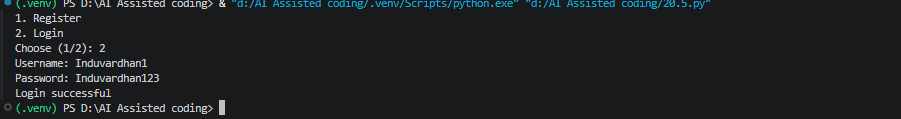 (.venv) PS D:\AI Assisted coding> & "d:/AI Assisted coding/.venv/Scripts/python.exe" "d:/AI Assisted coding/20.5.py"
1. Register
2. Login
Choose (1/2): 2
Username: Induvardhan1
Password: Induvardhan123
Login successful
(.venv) PS D:\AI Assisted coding>